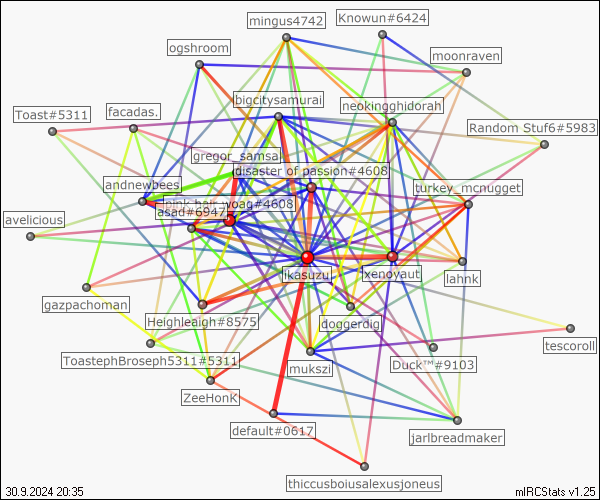 Knowun#6424
mingus4742
ogshroom
moonraven
bigcitysamurai
neokingghidorah
Toast#5311
facadas.
Random Stuf6#5983
gregor_samsal
disaster of passion#4608
andnewbees
turkey_mcnugget
pink hair woag#4608
asad#6947
avelicious
ikasuzu
xenoyaut
lahnk
gazpachoman
Heighleaigh#8575
doggerdig
tescoroll
ToastephBroseph5311#5311
mukszi
Duck™#9103
ZeeHonK
default#0617
jarlbreadmaker
thiccusboiusalexusjoneus
30.9.2024 20:35
mIRCStats v1.25